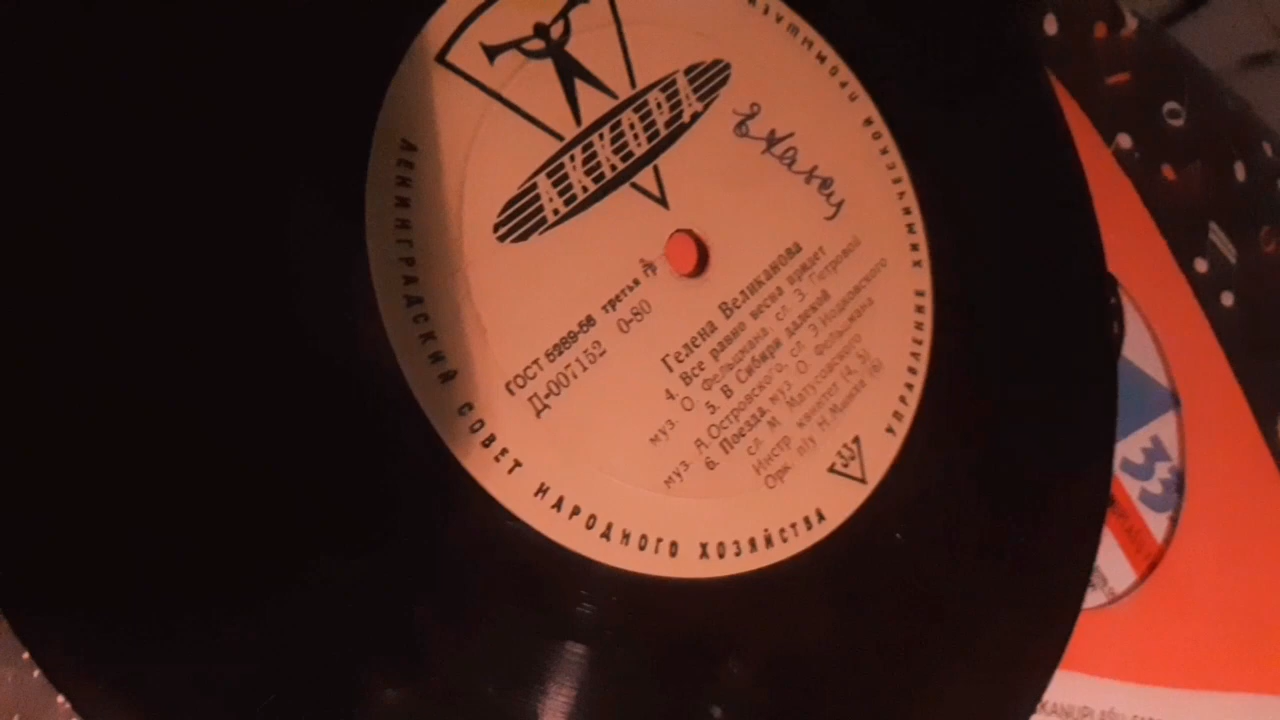 АККОРД
ЛЕНИНГРАДСКИЙ СОВЕТ НАРОДНОГО ХОЗЯЙСТВА
УПРАВЛЕНИЕ ХИМИЧЕСКОЙ ПРОМЫШЛЕН
ГОСТ 5289-56 третья гр
Д-007152 0-80
Гелена Великанова
4. Все равно весна придет
муз. О. Фельцмана, сл. З. Петровой
5. В Сибири далекой
муз. А. Островского, сл. Э. Иодковского
6. Поезда, муз. О. Фельцмана
сл. М. Матусовского
Инстр. квинтет (4, 5)
Орк. п/у Н. Минха (6)
33
33